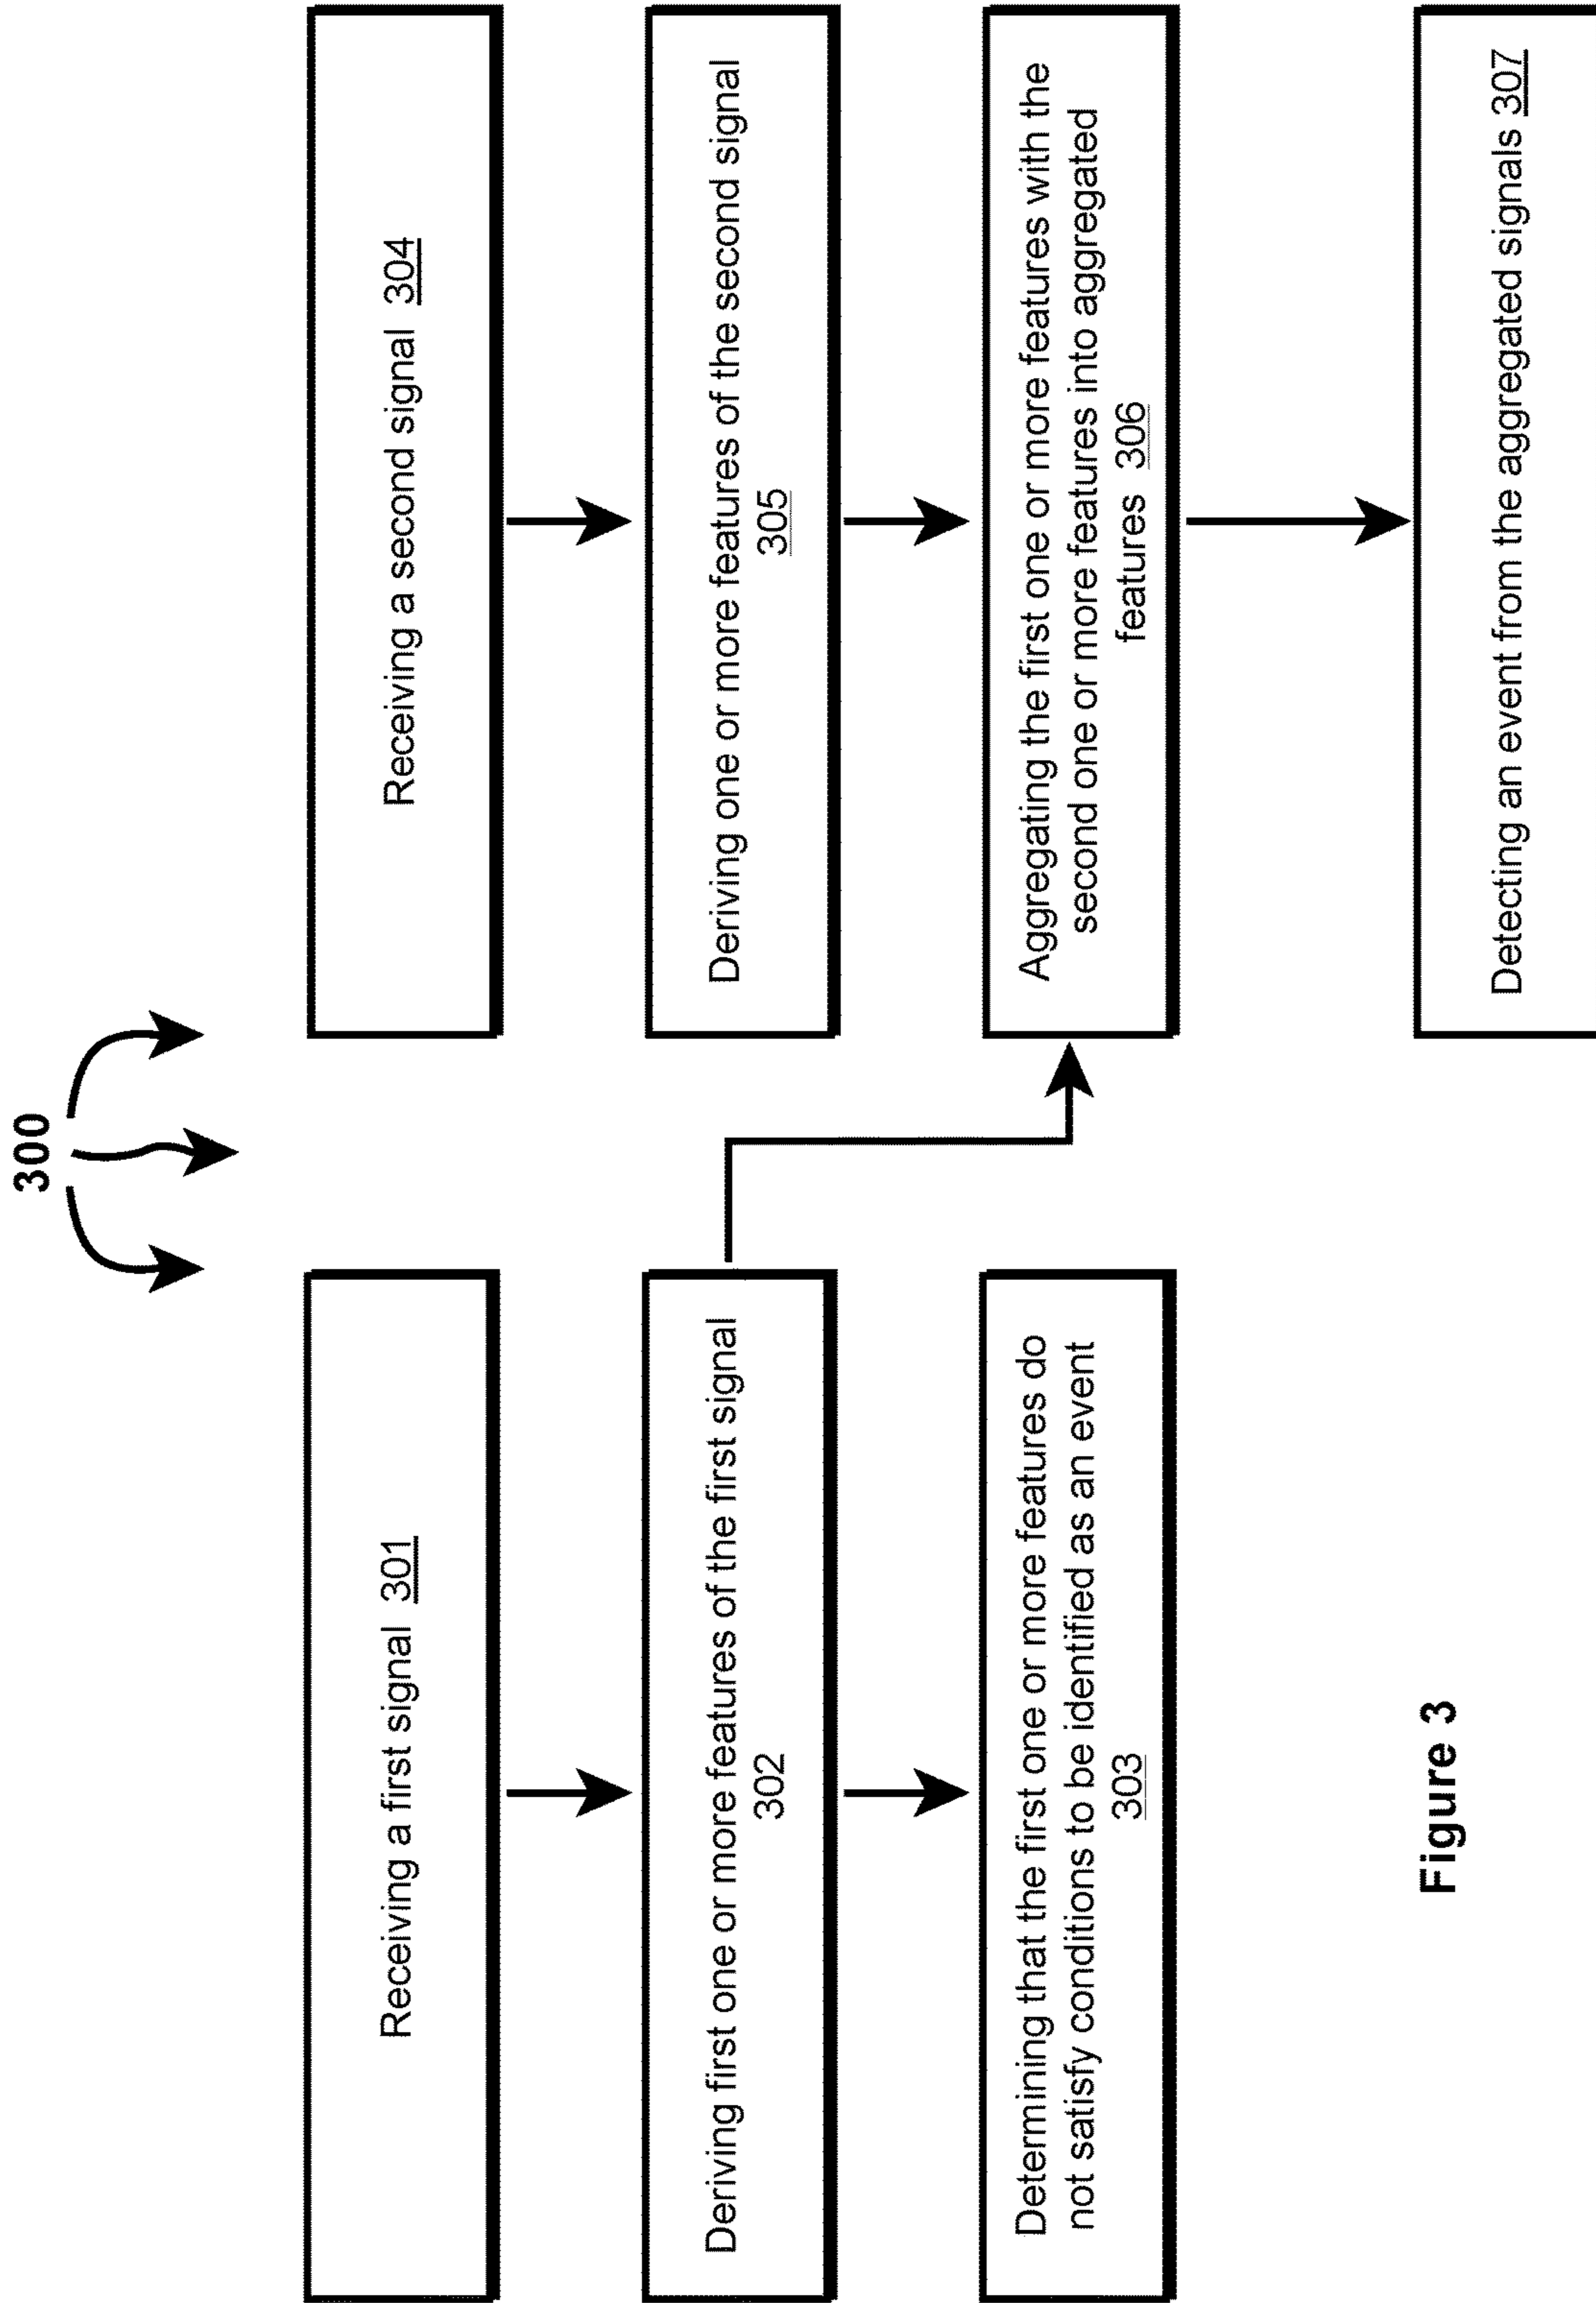 300
Receiving a first signal 301
Deriving first one or more features of the first signal
302
Determining that the first one or more features do
not satisfy conditions to be identified as an event
303
Receiving a second signal 304
Deriving one or more features of the second signal
305
Aggregating the first one or more features with the
second one or more features into aggregated
features 306
Detecting an event from the aggregated signals 307
Figure 3